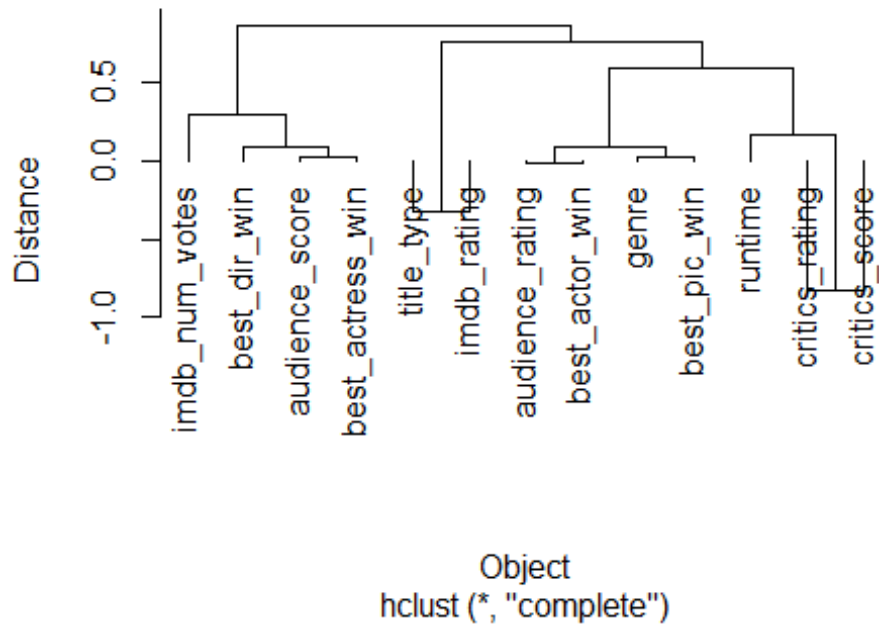 Distance
0.5
0.0
-1.0
imdb_num_votes
best_dir_win
audience_score
best_actress_win
title_type
imdb_rating
audience_rating
best_actor_win
genre
best_pic_win
runtime
critics_rating
critics_score
Object
hclust (*, "complete")